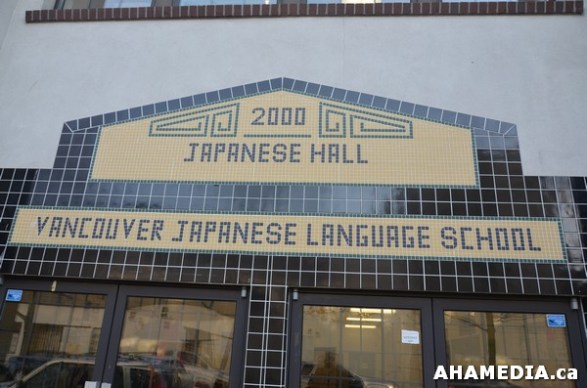 2000
JAPANESE HALL
VANCOUVER JAPANESE LANGUAGE SCHOOL
AHAMEDIA.ca